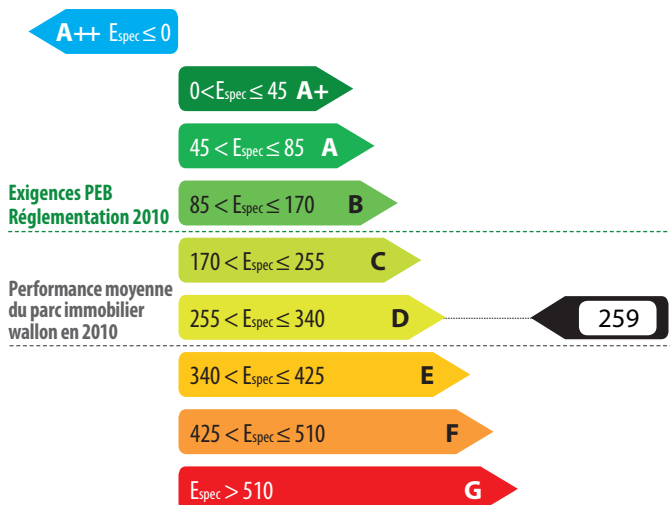 A++ Espec ≤ 0
0<Espec ≤ 45 A+
45 < Espec ≤ 85 A
Exigences PEB
Réglementation 2010
85 < Espec ≤ 170 B
170 < Espec ≤ 255 C
Performance moyenne
du parc immobilier
wallon en 2010
255 < Espec ≤ 340 D
259
340 < Espec ≤ 425 E
425 < Espec ≤ 510 F
Espec > 510 G